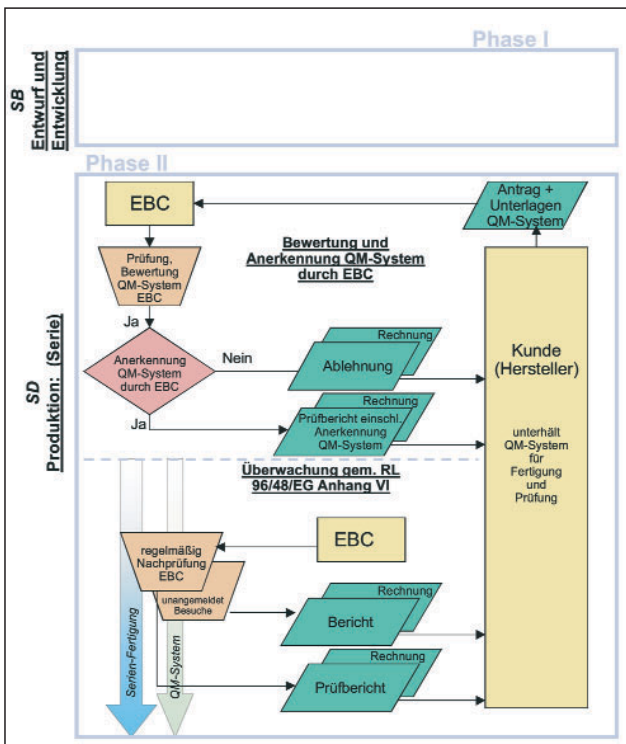 Phase I
SB
Entwurf und
Entwicklung
Phase II
SD
Produktion: (Serie)
EBC
Antrag +
Unterlagen
QM-System
Bewertung und
Anerkennung QM-System
durch EBC
Prüfung,
Bewertung
QM-System
EBC
Ja
Anerkennung
QM-System
durch EBC
Nein
Rechnung
Ablehnung
Ja
Rechnung
Prüfbericht einschl.
Anerkennung
QM-System
Kunde
(Hersteller)
unterhält
QM-System
für
Fertigung
und
Prüfung
Überwachung gem. RL
96/48/EG Anhang VI
EBC
regelmäßig
Nachprüfung
EBC
unangemeldet
Besuche
Rechnung
Bericht
Rechnung
Prüfbericht
Serien-Fertigung
QM-System